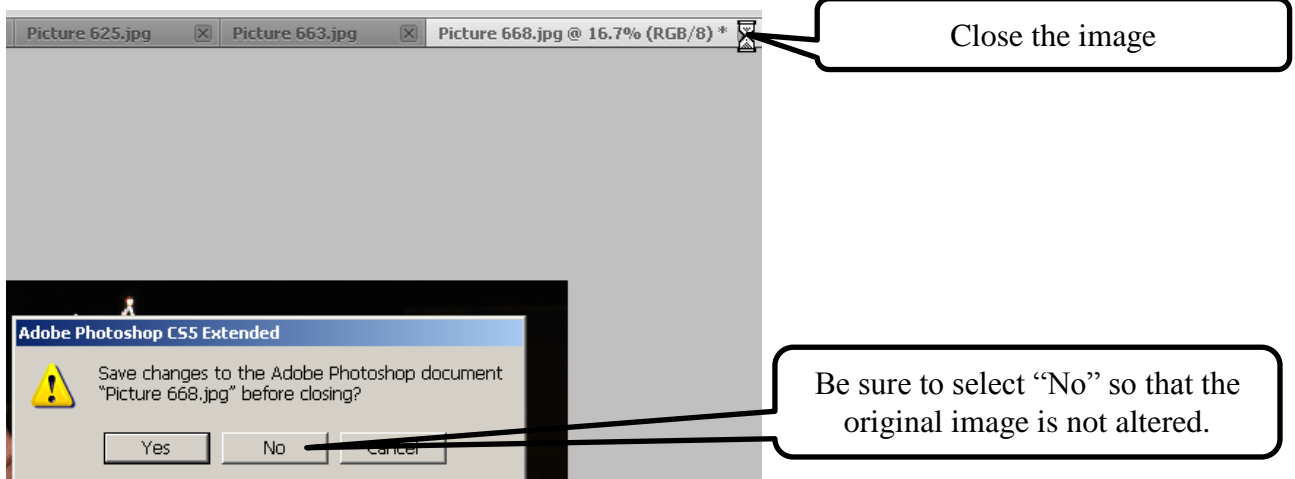 Picture 625.jpg Picture 663.jpg Picture 668.jpg @ 16.7% (RGB/8) *
Close the image
Adobe Photoshop CS5 Extended
Save changes to the Adobe Photoshop document
"Picture 668.jpg" before closing?
Yes No Cancel
Be sure to select “No” so that the
original image is not altered.